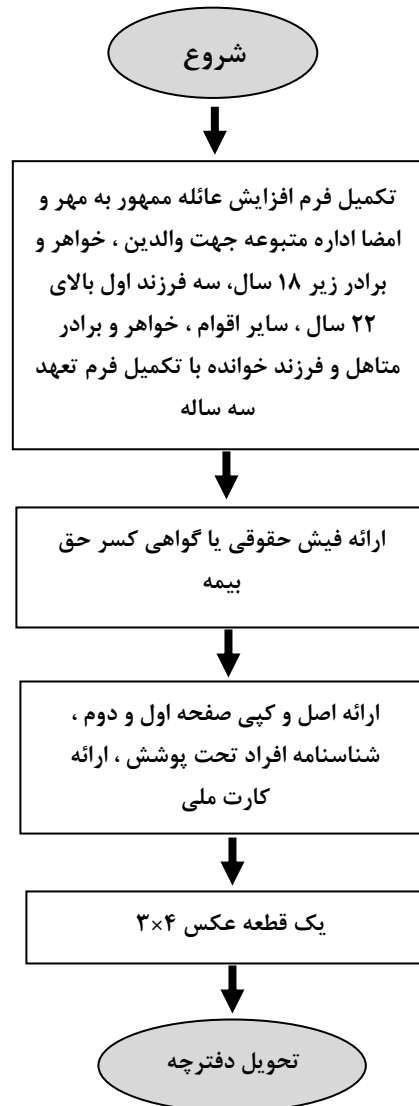 شروع
تکمیل فرم افزایش عائله ممهور به مهر و
امضا اداره متبوعه جهت والدین ، خواهر و
برادر زیر ۱۸ سال، سه فرزند اول بالای
۲۲ سال ، سایر اقوام ، خواهر و برادر
متاهل و فرزند خوانده با تکمیل فرم تعهد
سه ساله
ارائه فیش حقوقی یا گواهی کسر حق
بیمه
ارائه اصل و کپی صفحه اول و دوم ،
شناسنامه افراد تحت پوشش ، ارائه
کارت ملی
یک قطعه عکس ۴×۳
تحویل دفترچه